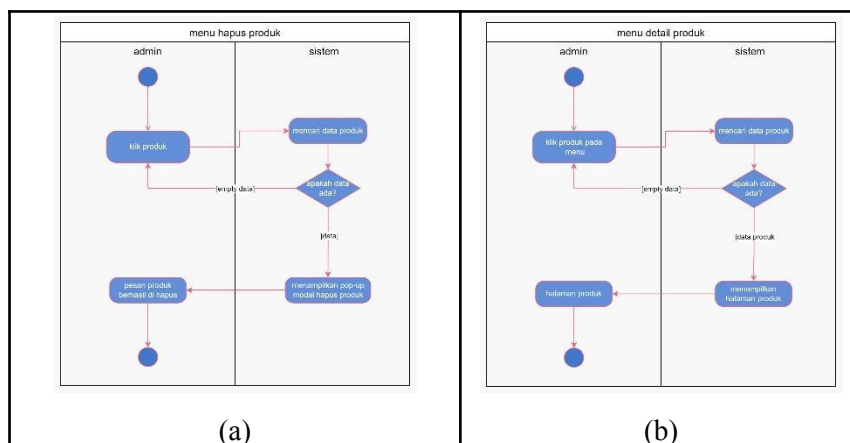 menu hapus produk
admin
sistem
klik produk
mencari data produk
apakah data
ada?
[empty data]
[data]
pesan produk
berhasil di hapus
menampilkan pop-up
modal hapus produk
(a)
menu detail produk
admin
sistem
klik produk pada
menu
mencari data produk
apakah data
ada?
[empty data]
[data produk
halaman produk
menampilkan
halaman produk
(b)